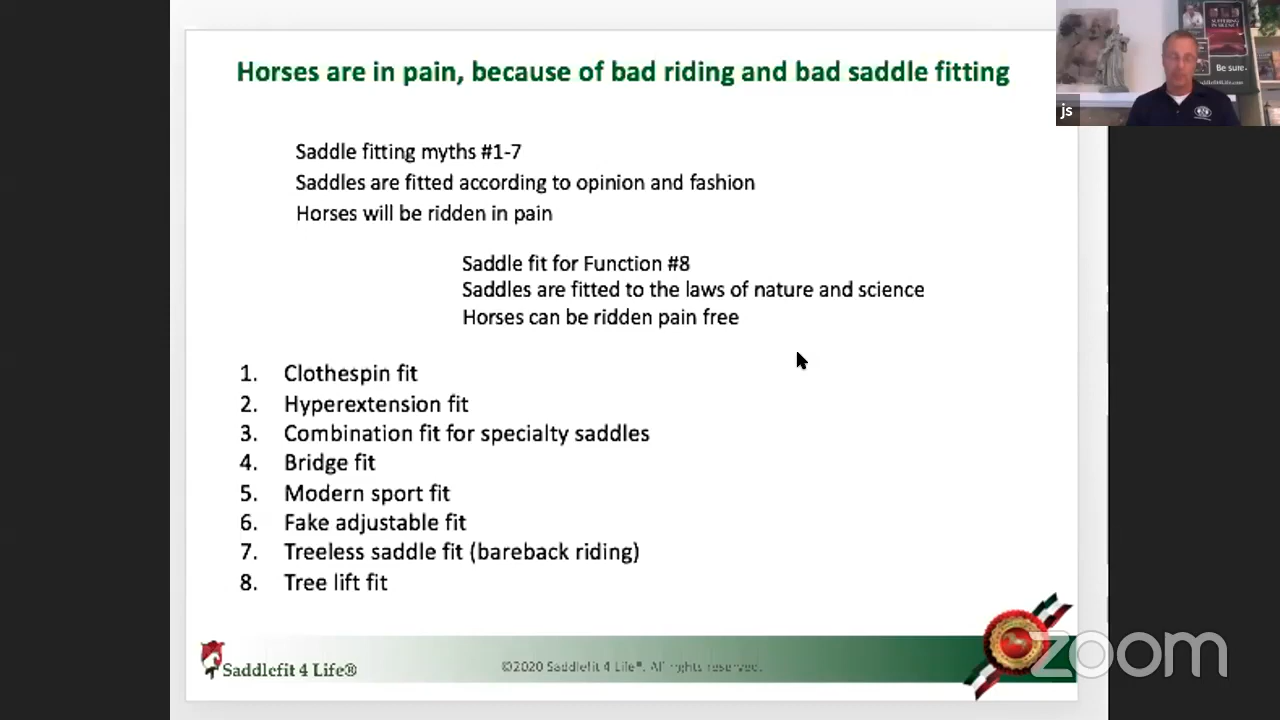 Horses are in pain, because of bad riding and bad saddle fitting
Saddle fitting myths #1-7
Saddles are fitted according to opinion and fashion
Horses will be ridden in pain
Saddle fit for Function #8
Saddles are fitted to the laws of nature and science
Horses can be ridden pain free
1. Clothespin fit
2. Hyperextension fit
3. Combination fit for specialty saddles
4. Bridge fit
5. Modern sport fit
6. Fake adjustable fit
7. Treeless saddle fit (bareback riding)
8. Tree lift fit
Saddlefit 4 Life®
©2020 Saddlefit 4 Life®. All rights reserved.
zoom
js
Be sure.